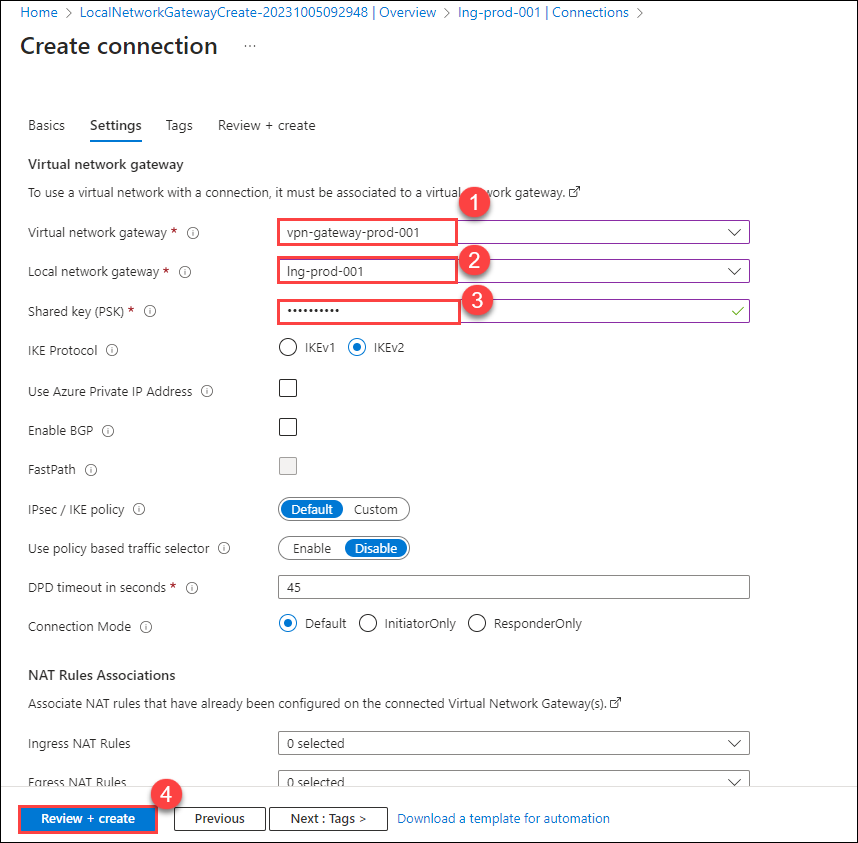 Home > LocalNetworkGatewayCreate-20231005092948 | Overview > lng-prod-001 | Connections >
Create connection ...
Basics Settings Tags Review + create
Virtual network gateway
To use a virtual network with a connection, it must be associated to a virtual network gateway.
1
Virtual network gateway * vpn-gateway-prod-001
2
Local network gateway * lng-prod-001
3
Shared key (PSK) * ••••••••••
IKE Protocol IKEv1 IKEv2
Use Azure Private IP Address
Enable BGP
FastPath
IPsec / IKE policy Default Custom
Use policy based traffic selector Enable Disable
DPD timeout in seconds * 45
Connection Mode Default InitiatorOnly ResponderOnly
NAT Rules Associations
Associate NAT rules that have already been configured on the connected Virtual Network Gateway(s).
Ingress NAT Rules 0 selected
Egress NAT Rules 0 selected
4
Review + create Previous Next : Tags > Download a template for automation